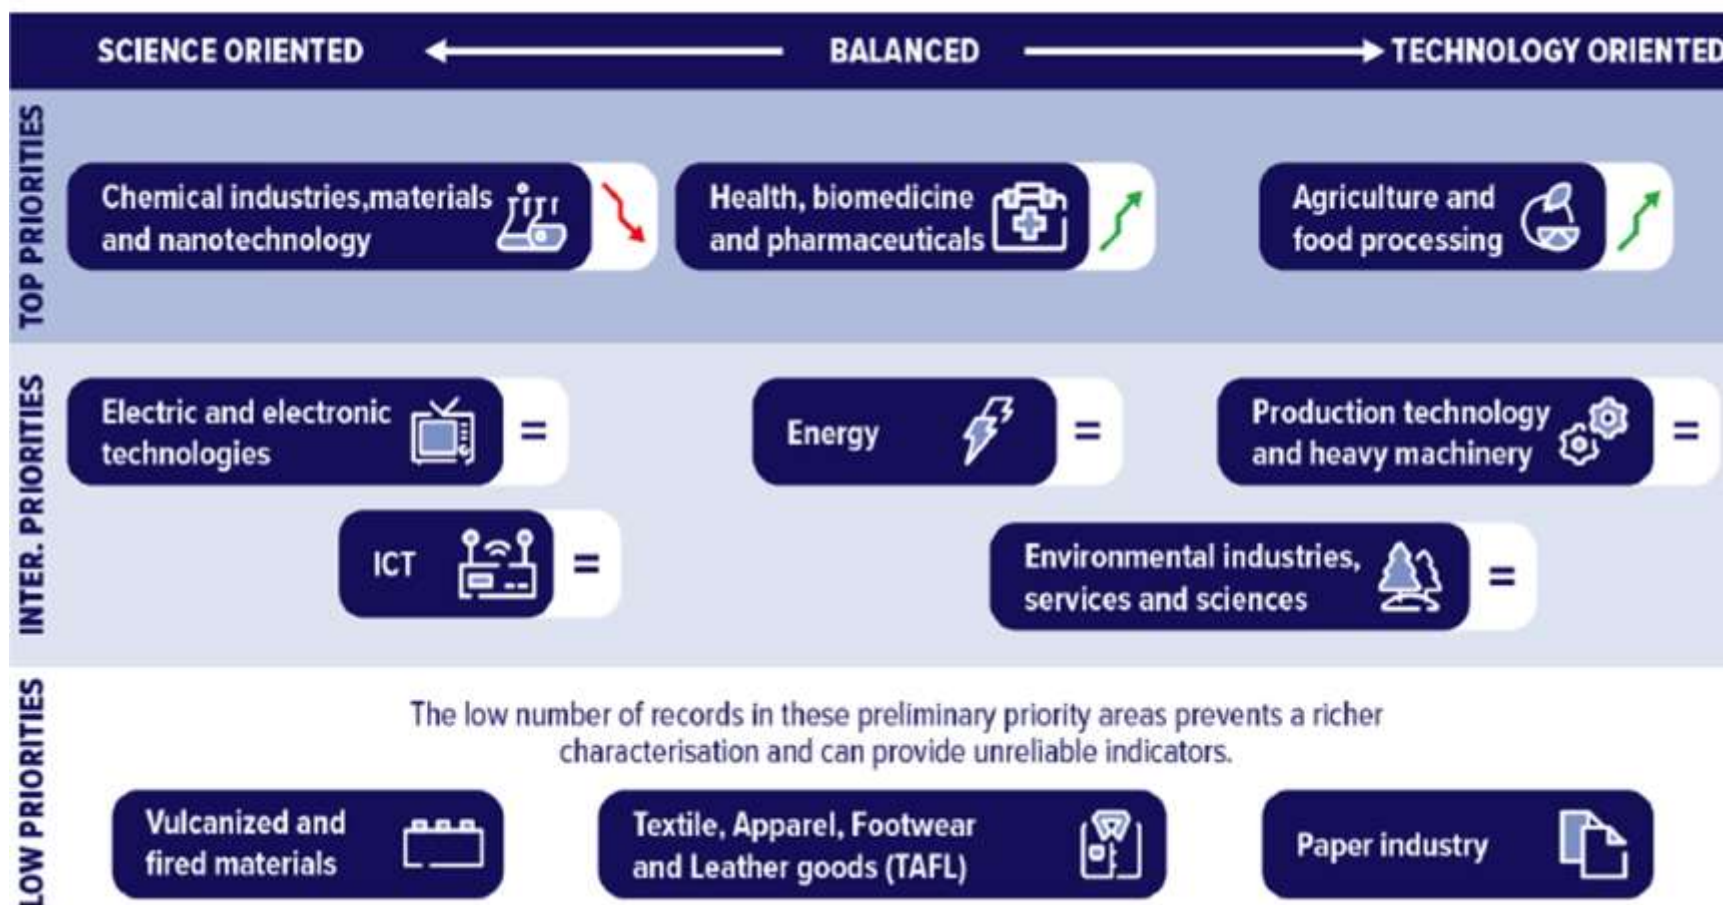 SCIENCE ORIENTED
BALANCED
TECHNOLOGY ORIENTED
TOP PRIORITIES
Chemical industries,materials
and nanotechnology
Health, biomedicine
and pharmaceuticals
Agriculture and
food processing
INTER. PRIORITIES
Electric and electronic
technologies
=
Energy
=
Production technology
and heavy machinery
=
ICT
=
Environmental industries,
services and sciences
=
LOW PRIORITIES
The low number of records in these preliminary priority areas prevents a richer
characterisation and can provide unreliable indicators.
Vulcanized and
fired materials
Textile, Apparel, Footwear
and Leather goods (TAFL)
Paper industry